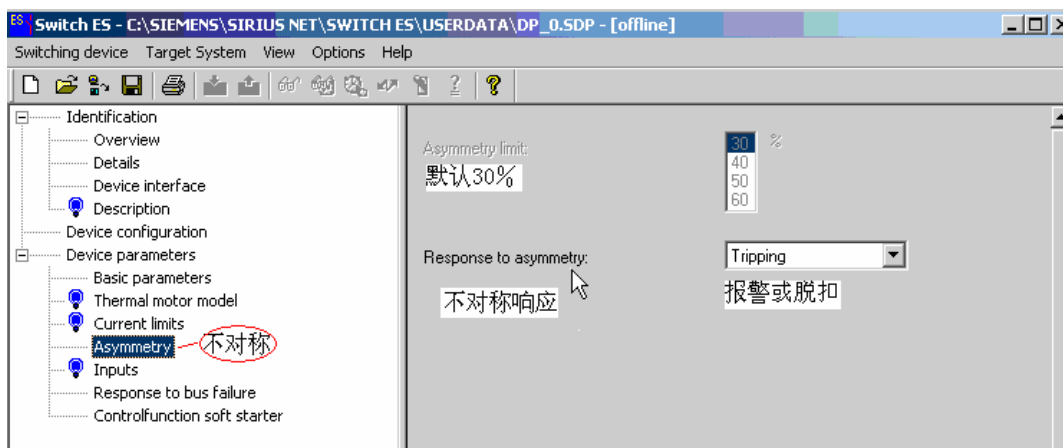 Switch ES - C:\SIEMENS\SIRIUS NET\SWITCH ES\USERDATA\DP_0.SDP - [offline]
Switching device Target System View Options Help
Identification
Overview
Details
Device interface
Description
Device configuration
Device parameters
Basic parameters
Thermal motor model
Current limits
Asymmetry
不对称
Inputs
Response to bus failure
Controlfunction soft starter
Asymmetry limit:
默认30%
30 %
40
50
60
Response to asymmetry:
Tripping
不对称响应
报警或脱扣